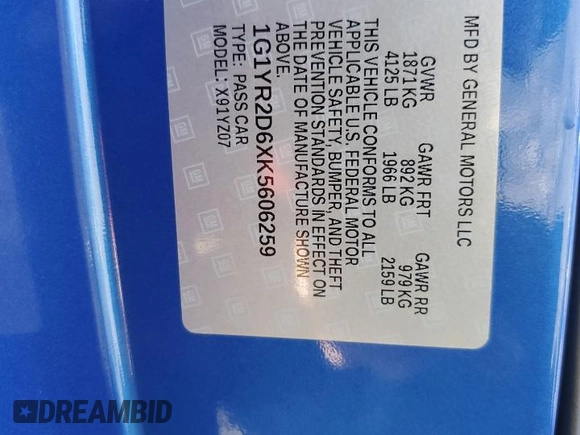 MFD BY GENERAL MOTORS LLC
GVWR GAWR FRT GAWR RR
1871 KG 892 KG 979 KG
4125 LB 1966 LB 2159 LB
THIS VEHICLE CONFORMS TO ALL
APPLICABLE U.S. FEDERAL MOTOR
VEHICLE SAFETY, BUMPER, AND THEFT
PREVENTION STANDARDS IN EFFECT ON
THE DATE OF MANUFACTURE SHOWN
ABOVE.
1G1YR2D6XK5606259
TYPE: PASS CAR
MODEL: X91YZ07
DREAMBID